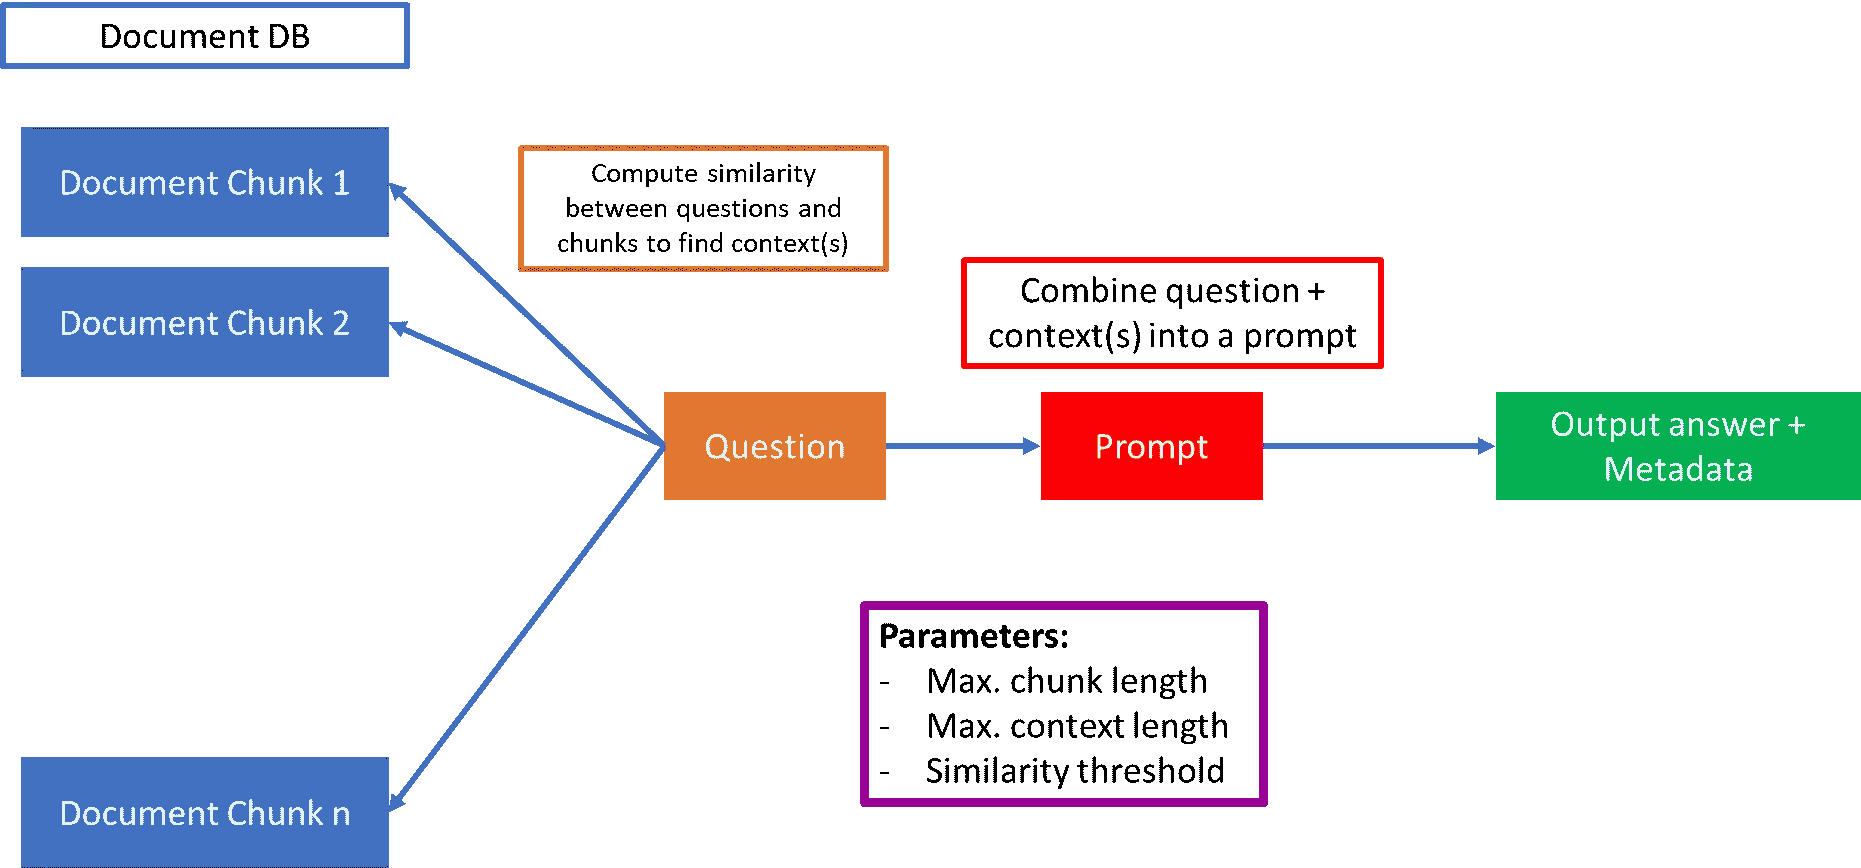 Document DB
Document Chunk 1
Document Chunk 2
Document Chunk n
Compute similarity
between questions and
chunks to find context(s)
Question
Combine question +
context(s) into a prompt
Prompt
Output answer +
Metadata
Parameters:
- Max. chunk length
- Max. context length
- Similarity threshold